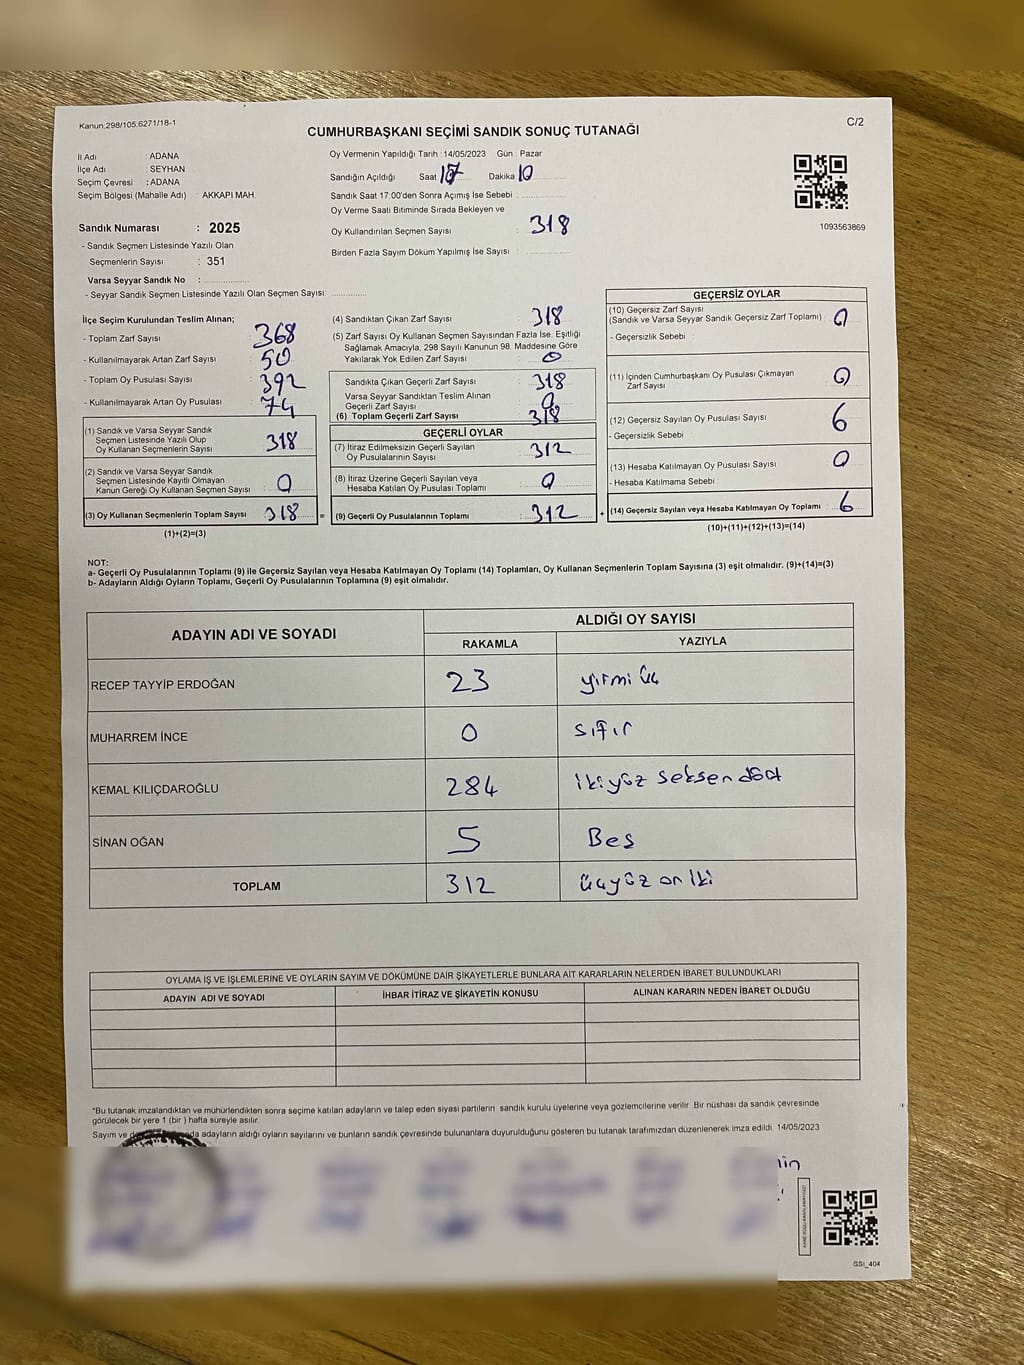 Kanun:298/105;6271/18-1
CUMHURBAŞKANI SEÇİMİ SANDIK SONUÇ TUTANAĞI
C/2
İl Adı : ADANA
İlçe Adı : SEYHAN
Seçim Çevresi : ADANA
Seçim Bölgesi (Mahalle Adı) : AKKAPI MAH.
Sandık Numarası : 2025
- Sandık Seçmen Listesinde Yazılı Olan
Seçmenlerin Sayısı : 351
Varsa Seyyar Sandık No :
- Seyyar Sandık Seçmen Listesinde Yazılı Olan Seçmen Sayısı:
Oy Vermenin Yapıldığı Tarih :14/05/2023 Gün : Pazar
Sandığın Açıldığı Saat 17 Dakika 10
Sandık Saat 17:00'den Sonra Açımış İse Sebebi :
Oy Verme Saati Bitiminde Sırada Bekleyen ve
Oy Kullandırılan Seçmen Sayısı : 318
Birden Fazla Sayım Döküm Yapılmış İse Sayısı :
1093563869
İlçe Seçim Kurulundan Teslim Alınan;
- Toplam Zarf Sayısı : 368
- Kullanılmayarak Artan Zarf Sayısı : 50
- Toplam Oy Pusulası Sayısı : 392
- Kullanılmayarak Artan Oy Pusulası : 74
(1) Sandık ve Varsa Seyyar Sandık
Seçmen Listesinde Yazılı Olup
Oy Kullanan Seçmenlerin Sayısı : 318
(2) Sandık ve Varsa Seyyar Sandık
Seçmen Listesinde Kayıtlı Olmayan
Kanun Gereği Oy Kullanan Seçmen Sayısı : 0
(3) Oy Kullanan Seçmenlerin Toplam Sayısı : 318 =
(1)+(2)=(3)
(4) Sandıktan Çıkan Zarf Sayısı : 318
(5) Zarf Sayısı Oy Kullanan Seçmen Sayısından Fazla İse, Eşitliği
Sağlamak Amacıyla, 298 Sayılı Kanunun 98. Maddesine Göre
Yakılarak Yok Edilen Zarf Sayısı : 0
Sandıkta Çıkan Geçerli Zarf Sayısı : 318
Varsa Seyyar Sandıktan Teslim Alınan
Geçerli Zarf Sayısı : 0
(6) Toplam Geçerli Zarf Sayısı : 318
GEÇERLİ OYLAR
(7) İtiraz Edilmeksizin Geçerli Sayılan
Oy Pusulalarının Sayısı : 312
(8) İtiraz Üzerine Geçerli Sayılan veya
Hesaba Katılan Oy Pusulası Toplamı : 0
(9) Geçerli Oy Pusulalarının Toplamı : 312 +
GEÇERSİZ OYLAR
(10) Geçersiz Zarf Sayısı
(Sandık ve Varsa Seyyar Sandık Geçersiz Zarf Toplamı) : 0
- Geçersizlik Sebebi :
(11) İçinden Cumhurbaşkanı Oy Pusulası Çıkmayan
Zarf Sayısı : 0
(12) Geçersiz Sayılan Oy Pusulası Sayısı : 6
- Geçersizlik Sebebi :
(13) Hesaba Katılmayan Oy Pusulası Sayısı : 0
- Hesaba Katılmama Sebebi :
(14) Geçersiz Sayılan veya Hesaba Katılmayan Oy Toplamı : 6
(10)+(11)+(12)+(13)=(14)
NOT:
a- Geçerli Oy Pusulalarının Toplamı (9) ile Geçersiz Sayılan veya Hesaba Katılmayan Oy Toplamı (14) Toplamları, Oy Kullanan Seçmenlerin Toplam Sayısına (3) eşit olmalıdır. (9)+(14)=(3)
b- Adayların Aldığı Oyların Toplamı, Geçerli Oy Pusulalarının Toplamına (9) eşit olmalıdır.
ADAYIN ADI VE SOYADI
ALDIĞI OY SAYISI
RAKAMLA YAZIYLA
RECEP TAYYİP ERDOĞAN 23 yirmi üç
MUHARREM İNCE 0 sıfır
KEMAL KILIÇDAROĞLU 284 ikiyüz seksen dört
SİNAN OĞAN 5 Beş
TOPLAM 312 üçyüz on iki
OYLAMA İŞ VE İŞLEMLERİNE VE OYLARIN SAYIM VE DÖKÜMÜNE DAİR ŞİKAYETLERLE BUNLARA AİT KARARLARIN NELERDEN İBARET BULUNDUKLARI
ADAYIN ADI VE SOYADI İHBAR İTİRAZ VE ŞİKAYETİN KONUSU ALINAN KARARIN NEDEN İBARET OLDUĞU
*Bu tutanak imzalandıktan ve mühürlendikten sonra seçime katılan adayların ve talep eden siyasi partilerin sandık kurulu üyelerine veya gözlemcilerine verilir. Bir nüshası da sandık çevresinde
görülecek bir yere 1 (bir) hafta süreyle asılır.
Sayım ve adayların aldığı oyların sayılarını ve bunların sandık çevresinde bulunanlara duyurulduğunu gösteren bu tutanak tarafımızdan düzenlenerek imza edildi. 14/05/2023
SSI_404